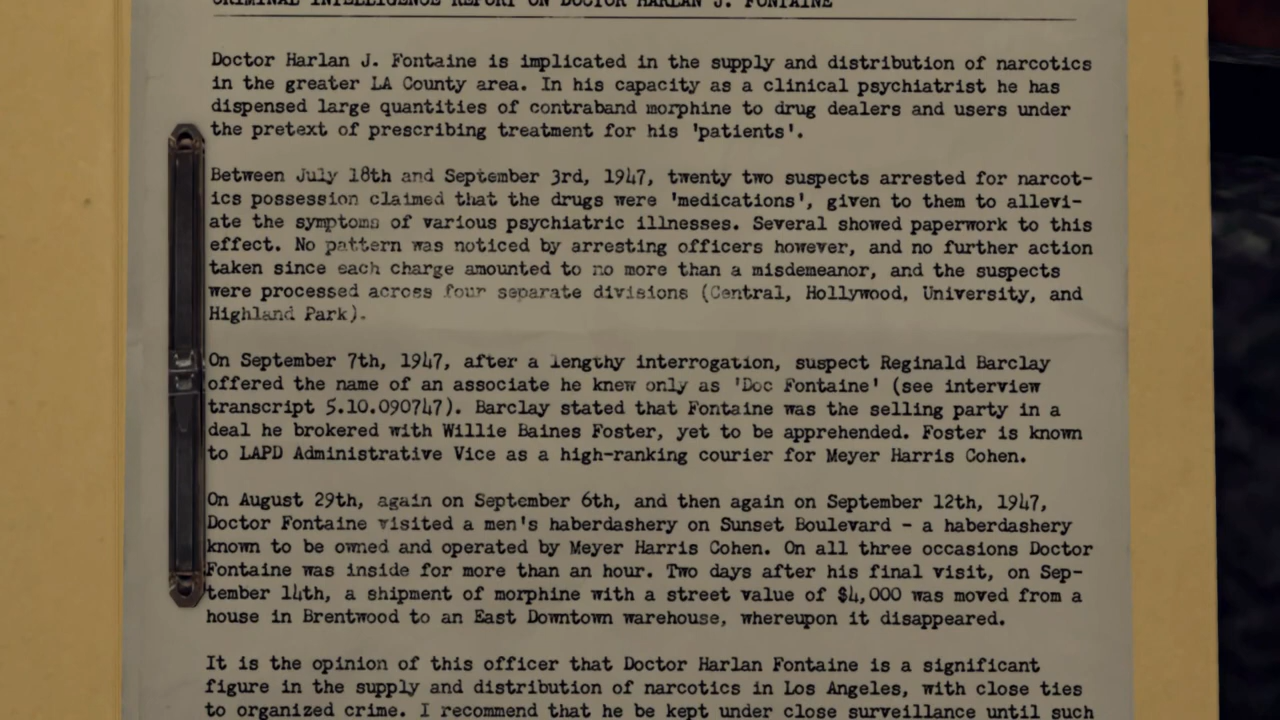 CRIMINAL INTELLIGENCE REPORT ON DOCTOR HARLAN J. FONTAINE
Doctor Harlan J. Fontaine is implicated in the supply and distribution of narcotics
in the greater LA County area. In his capacity as a clinical psychiatrist he has
dispensed large quantities of contraband morphine to drug dealers and users under
the pretext of prescribing treatment for his 'patients'.
Between July 18th and September 3rd, 1947, twenty two suspects arrested for narcot-
ics possession claimed that the drugs were 'medications', given to them to allevi-
ate the symptoms of various psychiatric illnesses. Several showed paperwork to this
effect. No pattern was noticed by arresting officers however, and no further action
taken since each charge amounted to no more than a misdemeanor, and the suspects
were processed across four separate divisions (Central, Hollywood, University, and
Highland Park).
On September 7th, 1947, after a lengthy interrogation, suspect Reginald Barclay
offered the name of an associate he knew only as 'Doc Fontaine' (see interview
transcript 5.10.090747). Barclay stated that Fontaine was the selling party in a
deal he brokered with Willie Baines Foster, yet to be apprehended. Foster is known
to LAPD Administrative Vice as a high-ranking courier for Meyer Harris Cohen.
On August 29th, again on September 6th, and then again on September 12th, 1947,
Doctor Fontaine visited a men's haberdashery on Sunset Boulevard - a haberdashery
known to be owned and operated by Meyer Harris Cohen. On all three occasions Doctor
Fontaine was inside for more than an hour. Two days after his final visit, on Sep-
tember 14th, a shipment of morphine with a street value of $4,000 was moved from a
house in Brentwood to an East Downtown warehouse, whereupon it disappeared.
It is the opinion of this officer that Doctor Harlan Fontaine is a significant
figure in the supply and distribution of narcotics in Los Angeles, with close ties
to organized crime. I recommend that he be kept under close surveillance until such